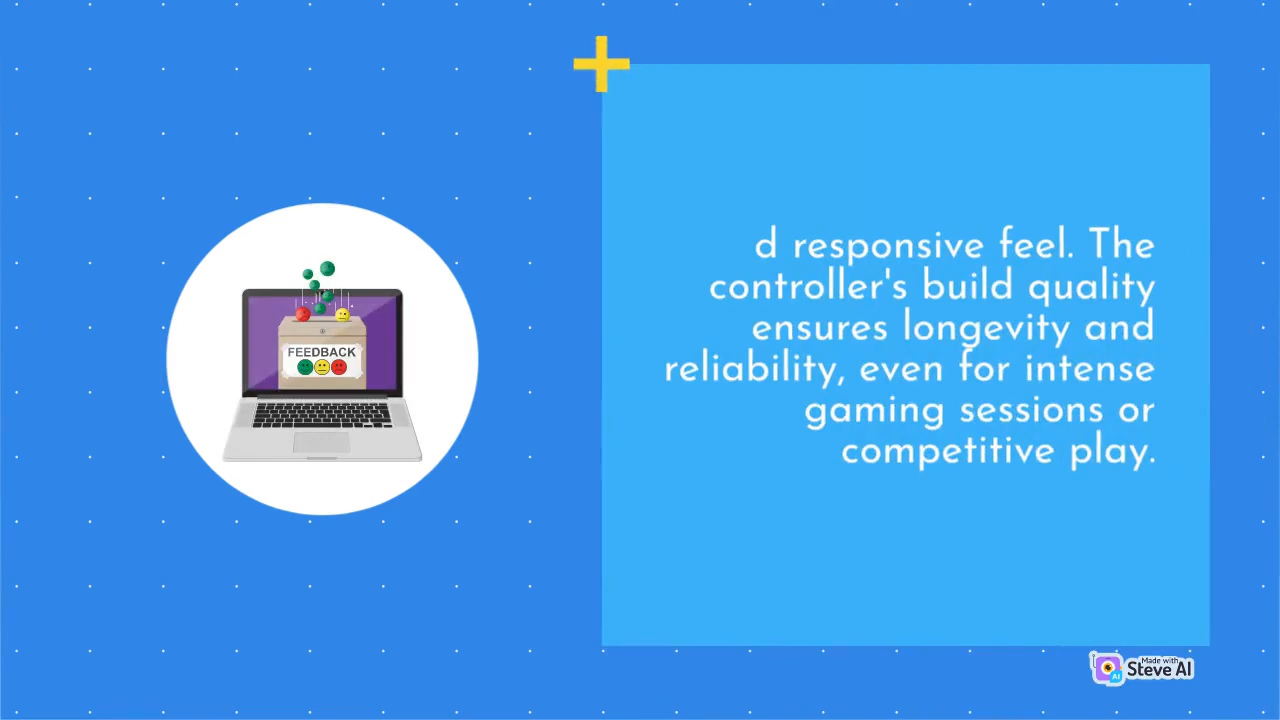 FEEDBACK
d responsive feel. The
controller's build quality
ensures longevity and
reliability, even for intense
gaming sessions or
competitive play.
Made with
Steve AI
AI